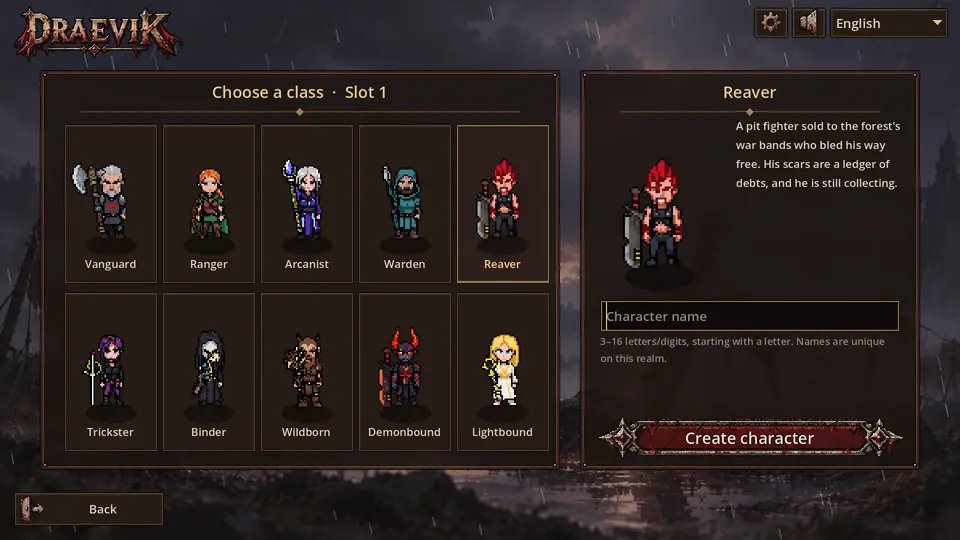 DRAEVIK
English
Choose a class · Slot 1
Vanguard
Ranger
Arcanist
Warden
Reaver
Trickster
Binder
Wildborn
Demonbound
Lightbound
Reaver
A pit fighter sold to the forest's
war bands who bled his way
free. His scars are a ledger of
debts, and he is still collecting.
Character name
3–16 letters/digits, starting with a letter. Names are unique
on this realm.
Create character
Back